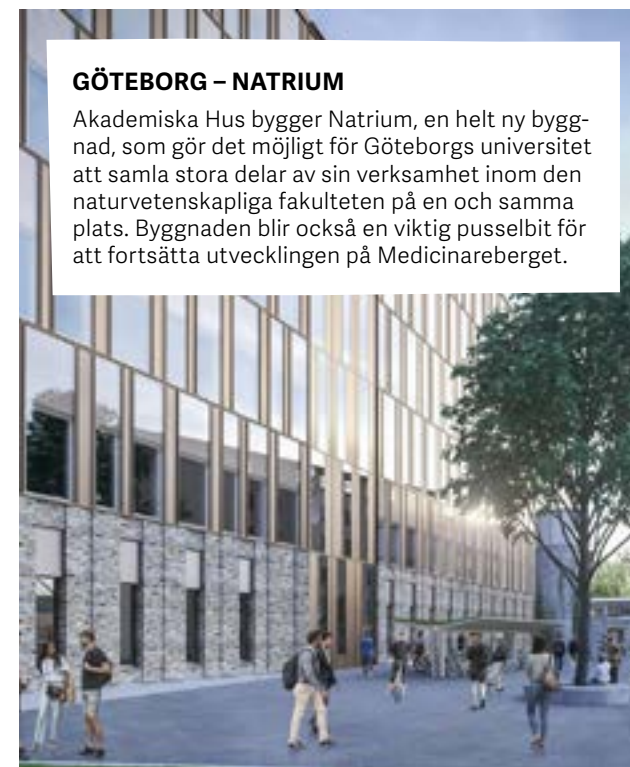 GÖTEBORG – NATRIUM
Akademiska Hus bygger Natrium, en helt ny bygg-
nad, som gör det möjligt för Göteborgs universitet
att samla stora delar av sin verksamhet inom den
naturvetenskapliga fakulteten på en och samma
plats. Byggnaden blir också en viktig pusselbit för
att fortsätta utvecklingen på Medicinareberget.